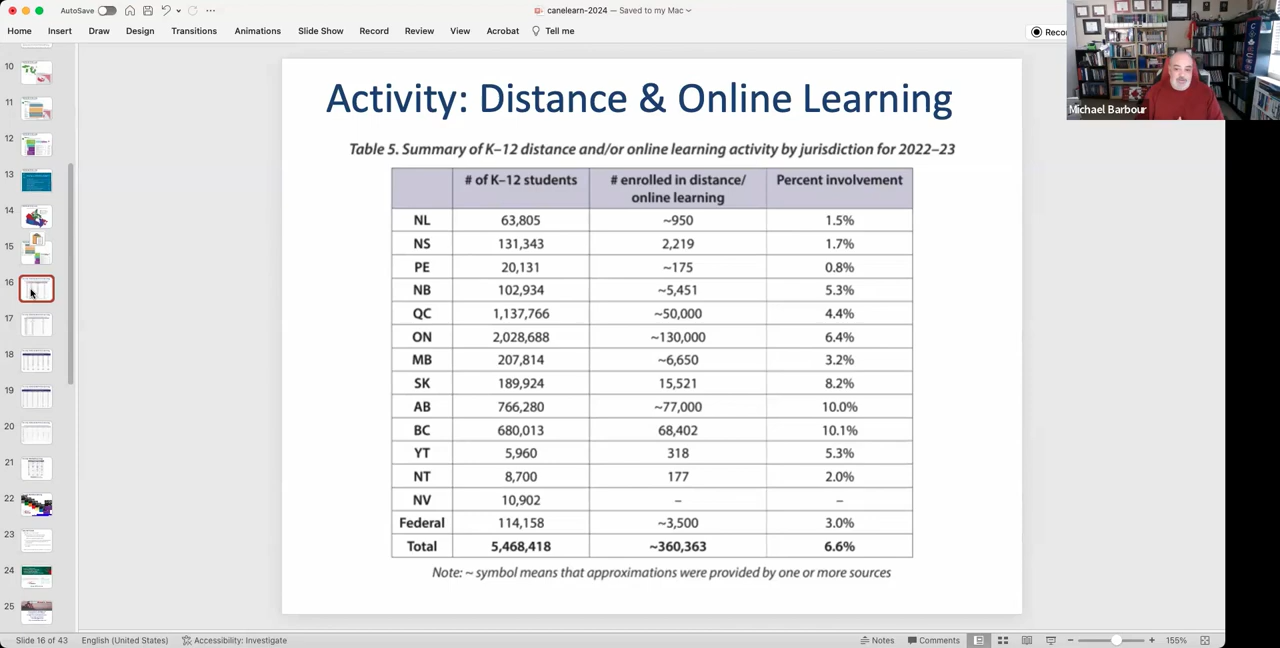 AutoSave
canelearn-2024 — Saved to my Mac
Home Insert Draw Design Transitions Animations Slide Show Record Review View Acrobat Tell me
Michael Barbour
10
11
12
13
14
15
16
17
18
19
20
21
22
23
24
25
Activity: Distance & Online Learning
Table 5. Summary of K–12 distance and/or online learning activity by jurisdiction for 2022–23
# of K–12 students # enrolled in distance/ Percent involvement
online learning
NL 63,805 ~950 1.5%
NS 131,343 2,219 1.7%
PE 20,131 ~175 0.8%
NB 102,934 ~5,451 5.3%
QC 1,137,766 ~50,000 4.4%
ON 2,028,688 ~130,000 6.4%
MB 207,814 ~6,650 3.2%
SK 189,924 15,521 8.2%
AB 766,280 ~77,000 10.0%
BC 680,013 68,402 10.1%
YT 5,960 318 5.3%
NT 8,700 177 2.0%
NV 10,902 – –
Federal 114,158 ~3,500 3.0%
Total 5,468,418 ~360,363 6.6%
Note: ~ symbol means that approximations were provided by one or more sources
Slide 16 of 43 English (United States) Accessibility: Investigate Notes Comments 155%